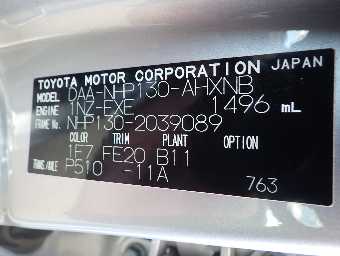 TOYOTA MOTOR CORPORATION JAPAN
MODEL DAA-NHP130-AHXNB
ENGINE 1NZ-FXE 1496 mL
FRAME No. NHP130-2039089
COLOR TRIM PLANT OPTION
1F7 FE20 B11
TRANS/AXLE P510 -11A
763